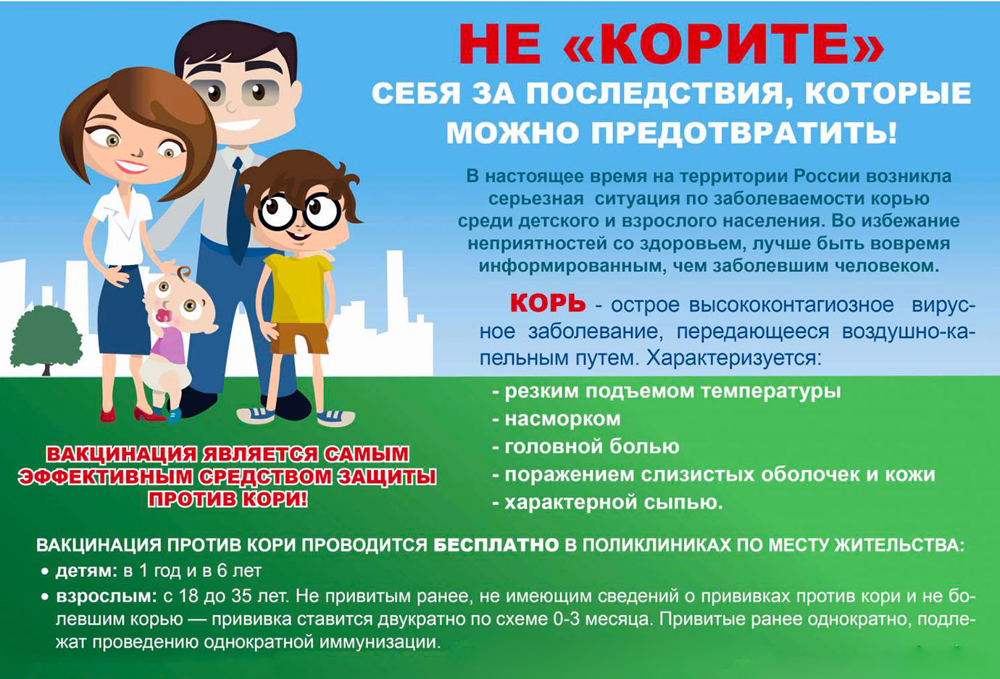 НЕ «КОРИТЕ»
СЕБЯ ЗА ПОСЛЕДСТВИЯ, КОТОРЫЕ
МОЖНО ПРЕДОТВРАТИТЬ!
В настоящее время на территории России возникла
серьезная ситуация по заболеваемости корью
среди детского и взрослого населения. Во избежание
неприятностей со здоровьем, лучше быть вовремя
информированным, чем заболевшим человеком.
КОРЬ - острое высококонтагиозное вирус-
ное заболевание, передающееся воздушно-ка-
пельным путем. Характеризуется:
- резким подъемом температуры
- насморком
- головной болью
- поражением слизистых оболочек и кожи
- характерной сыпью.
ВАКЦИНАЦИЯ ЯВЛЯЕТСЯ САМЫМ
ЭФФЕКТИВНЫМ СРЕДСТВОМ ЗАЩИТЫ
ПРОТИВ КОРИ!
ВАКЦИНАЦИЯ ПРОТИВ КОРИ ПРОВОДИТСЯ БЕСПЛАТНО В ПОЛИКЛИНИКАХ ПО МЕСТУ ЖИТЕЛЬСТВА:
• детям: в 1 год и в 6 лет
• взрослым: с 18 до 35 лет. Не привитым ранее, не имеющим сведений о прививках против кори и не бо-
левшим корью — прививка ставится двукратно по схеме 0-3 месяца. Привитые ранее однократно, подле-
жат проведению однократной иммунизации.